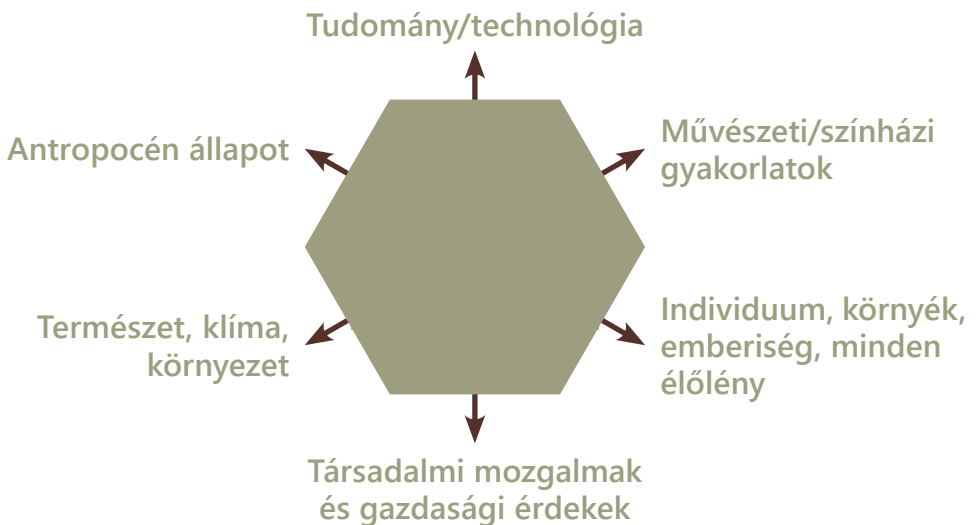 Tudomány/technológia
Művészeti/színházi
gyakorlatok
Antropocén állapot
Individuum, környék,
emberiség, minden
élőlény
Természet, klíma,
környezet
Társadalmi mozgalmak
és gazdasági érdekek